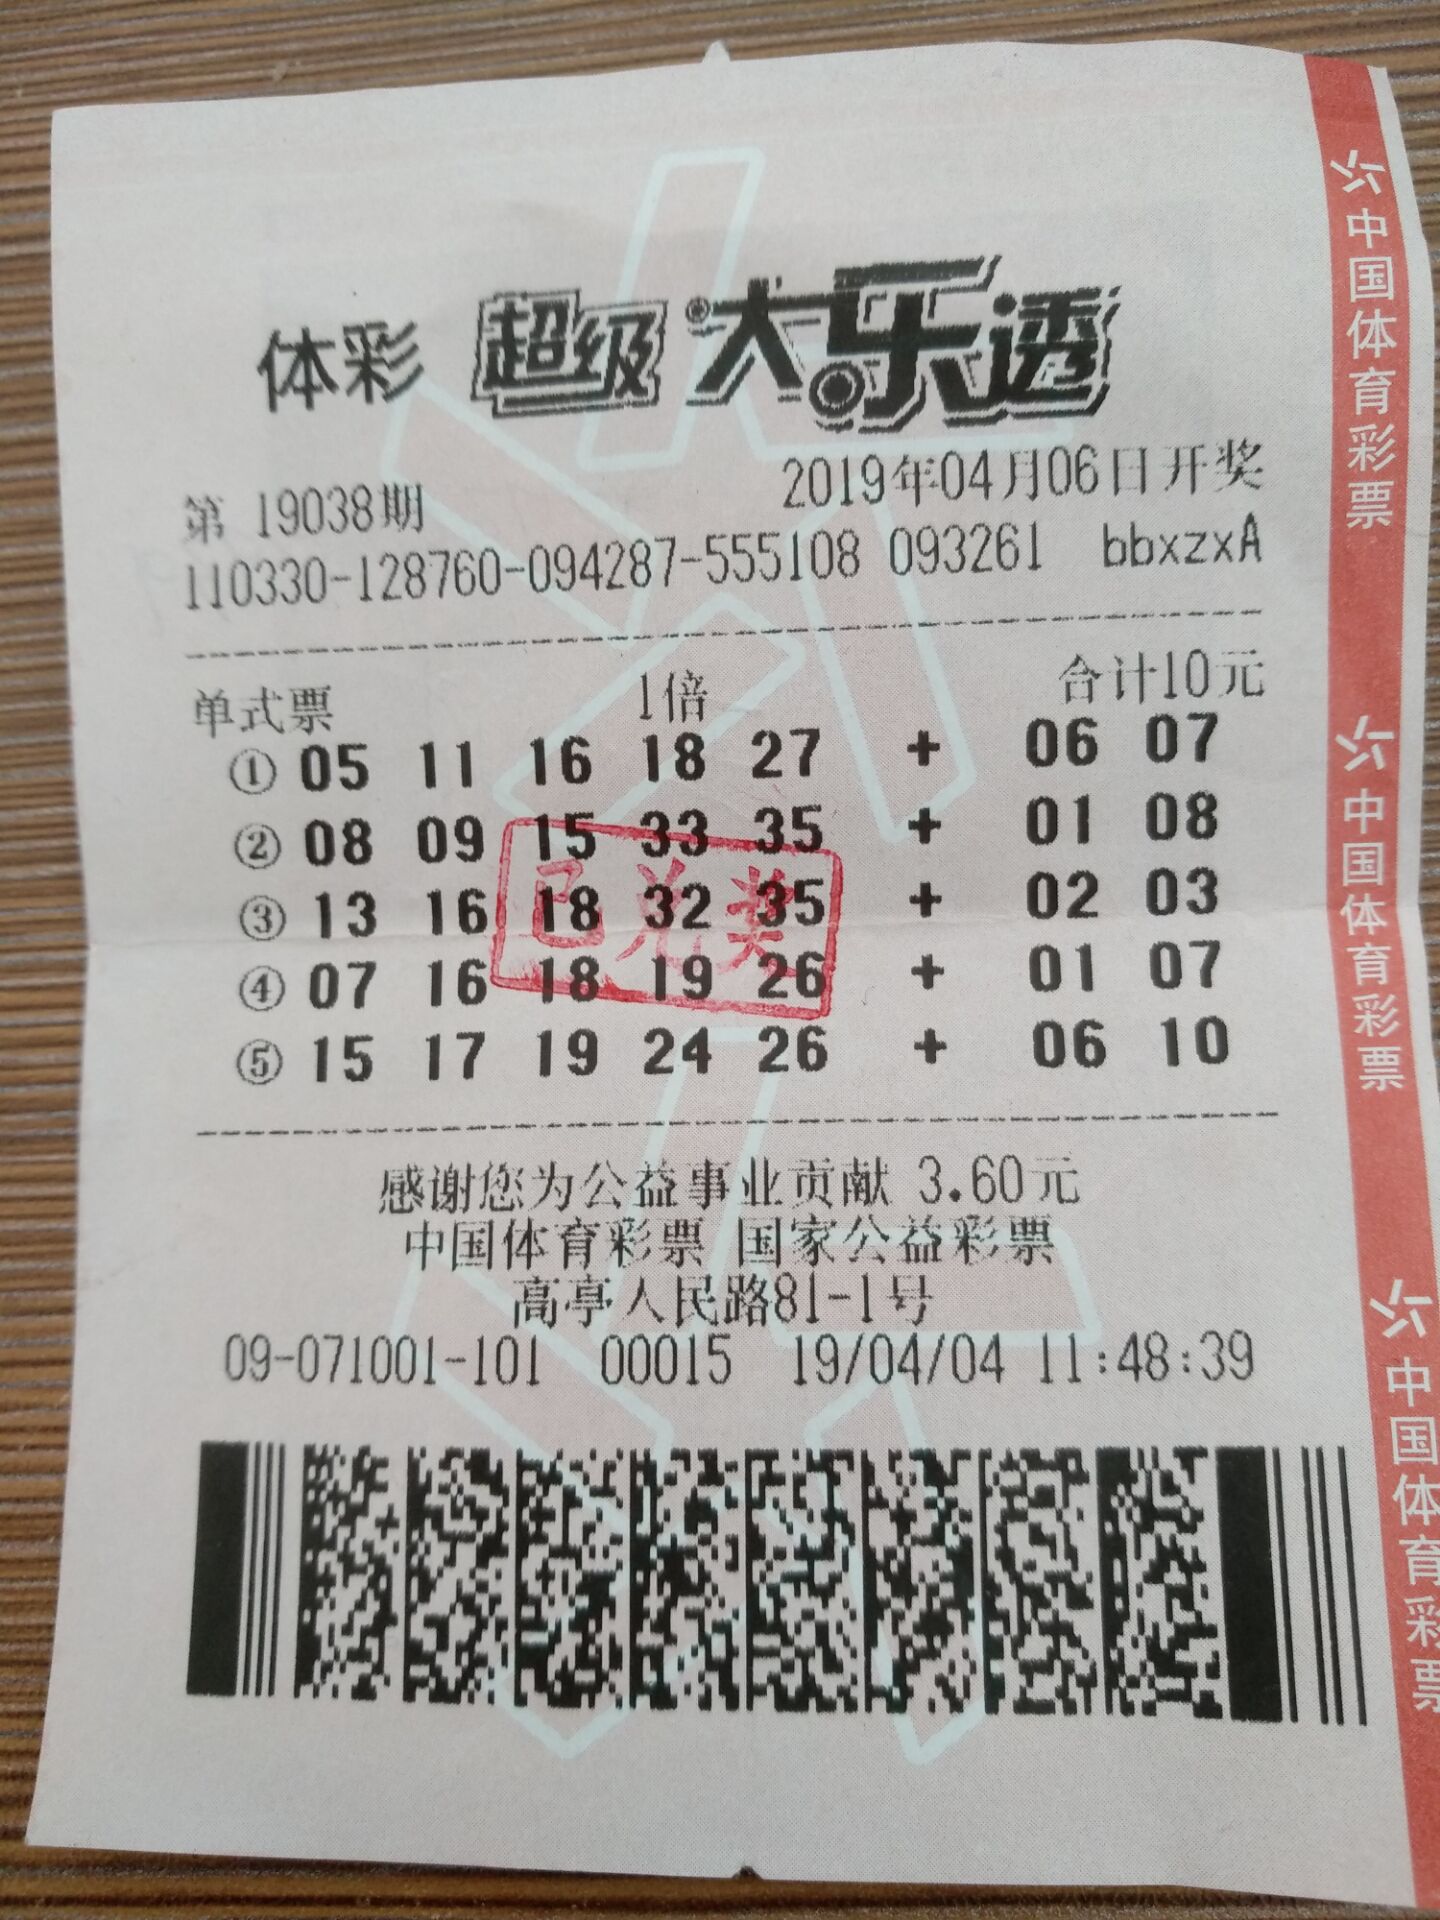 体彩 超级大乐透
第 19038期 2019年04月06日开奖
110330-128760-094287-555108 093261 bbxzxA
单式票 1倍 合计10元
① 05 11 16 18 27 + 06 07
② 08 09 15 33 35 + 01 08
③ 13 16 18 32 35 + 02 03
④ 07 16 18 19 26 + 01 07
⑤ 15 17 19 24 26 + 06 10
已兑奖
感谢您为公益事业贡献 3.60元
中国体育彩票 国家公益彩票
高亭人民路81-1号
09-071001-101 00015 19/04/04 11:48:39
中国体育彩票
中国体育彩票
中国体育彩票